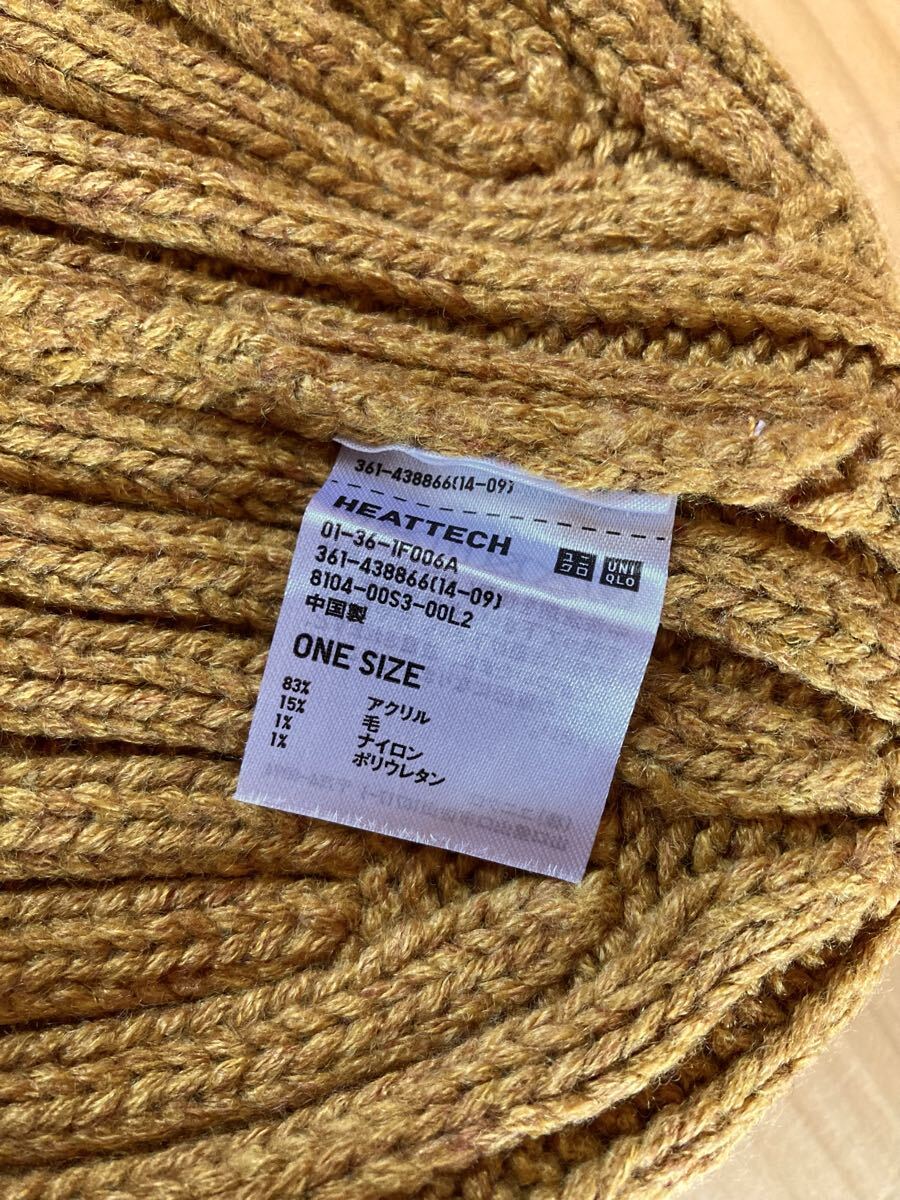 361-438866(14-09)
HEATTECH
ユニクロ
UNIQLO
01-36-1F006A
361-438866(14-09)
8104-00S3-00L2
中国製
ONE SIZE
83% アクリル
15% 毛
1% ナイロン
1% ポリウレタン